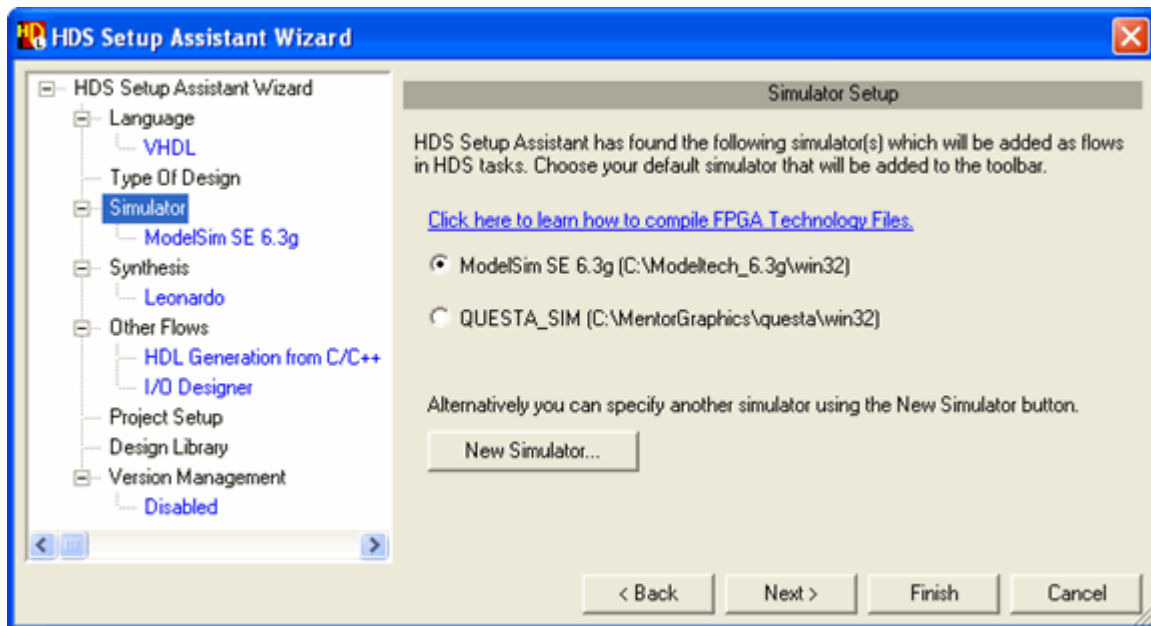 HDS Setup Assistant Wizard
HDS Setup Assistant Wizard
Language
VHDL
Type Of Design
Simulator
ModelSim SE 6.3g
Synthesis
Leonardo
Other Flows
HDL Generation from C/C++
I/O Designer
Project Setup
Design Library
Version Management
Disabled
Simulator Setup
HDS Setup Assistant has found the following simulator(s) which will be added as flows
in HDS tasks. Choose your default simulator that will be added to the toolbar.
Click here to learn how to compile FPGA Technology Files.
ModelSim SE 6.3g (C:\Modeltech_6.3g\win32)
QUESTA_SIM (C:\MentorGraphics\questa\win32)
Alternatively you can specify another simulator using the New Simulator button.
New Simulator...
< Back
Next >
Finish
Cancel